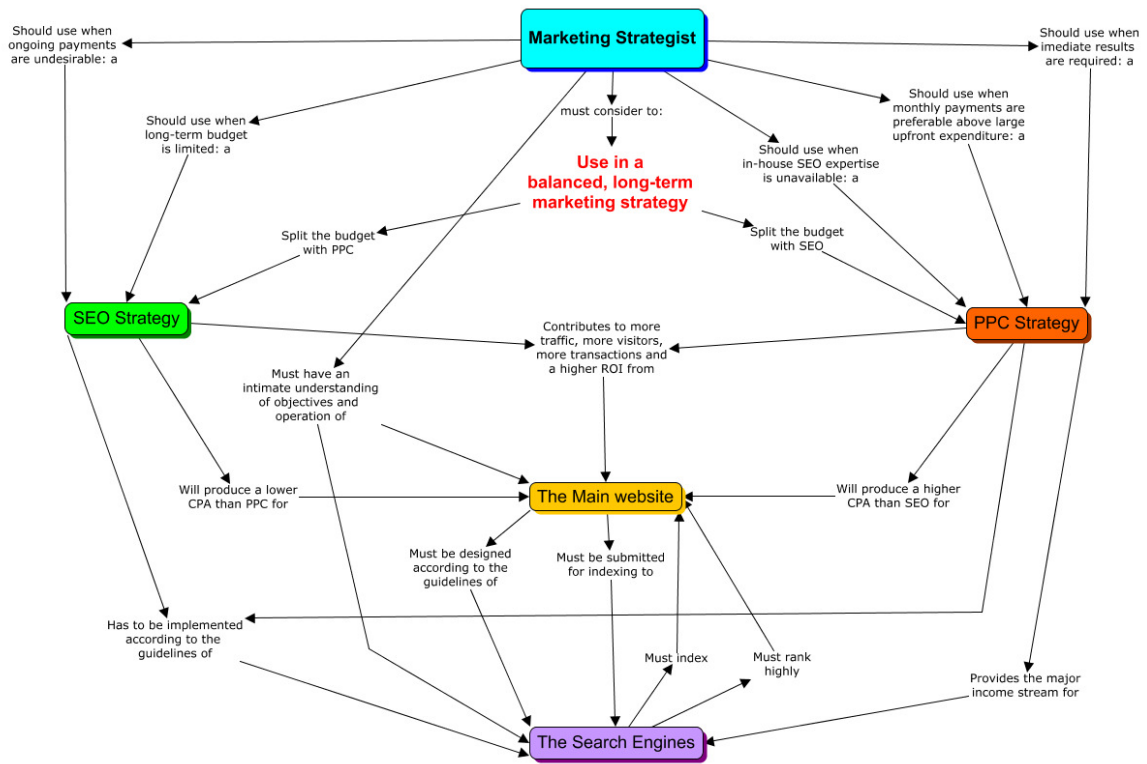 Marketing Strategist
Should use when
ongoing payments
are undesirable: a
Should use when
imediate results
are required: a
Should use when
long-term budget
is limited: a
must consider to:
Should use when
monthly payments are
preferable above large
upfront expenditure: a
Should use when
in-house SEO expertise
is unavailable: a
Use in a
balanced, long-term
marketing strategy
Split the budget
with PPC
Split the budget
with SEO
SEO Strategy
PPC Strategy
Contributes to more
traffic, more visitors,
more transactions and
a higher ROI from
Must have an
intimate understanding
of objectives and
operation of
Will produce a lower
CPA than PPC for
The Main website
Will produce a higher
CPA than SEO for
Must be designed
according to the
guidelines of
Must be submitted
for indexing to
Has to be implemented
according to the
guidelines of
Must index
Must rank
highly
Provides the major
income stream for
The Search Engines